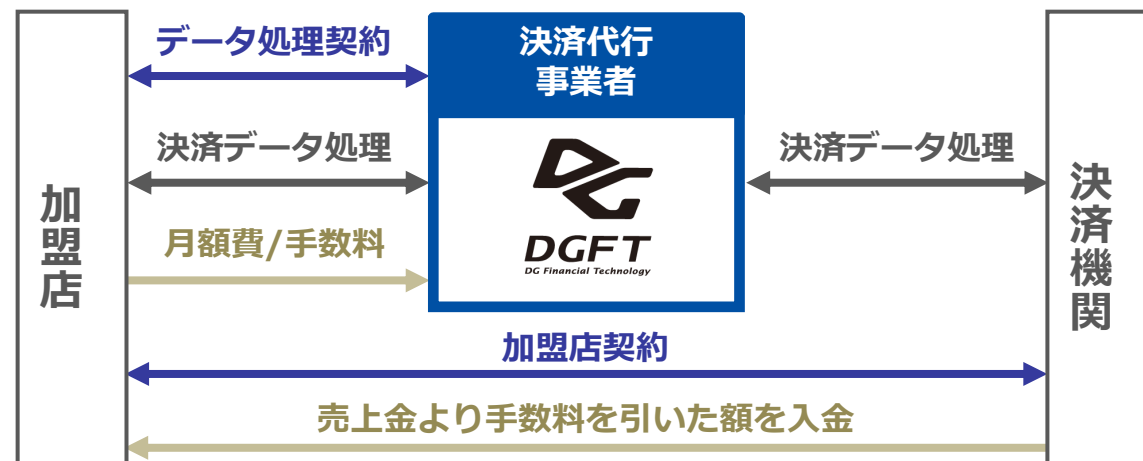 加盟店
データ処理契約
決済代行
事業者
決済データ処理
決済データ処理
月額費/手数料
DGFT
DG Financial Technology
加盟店契約
売上金より手数料を引いた額を入金
決済機関